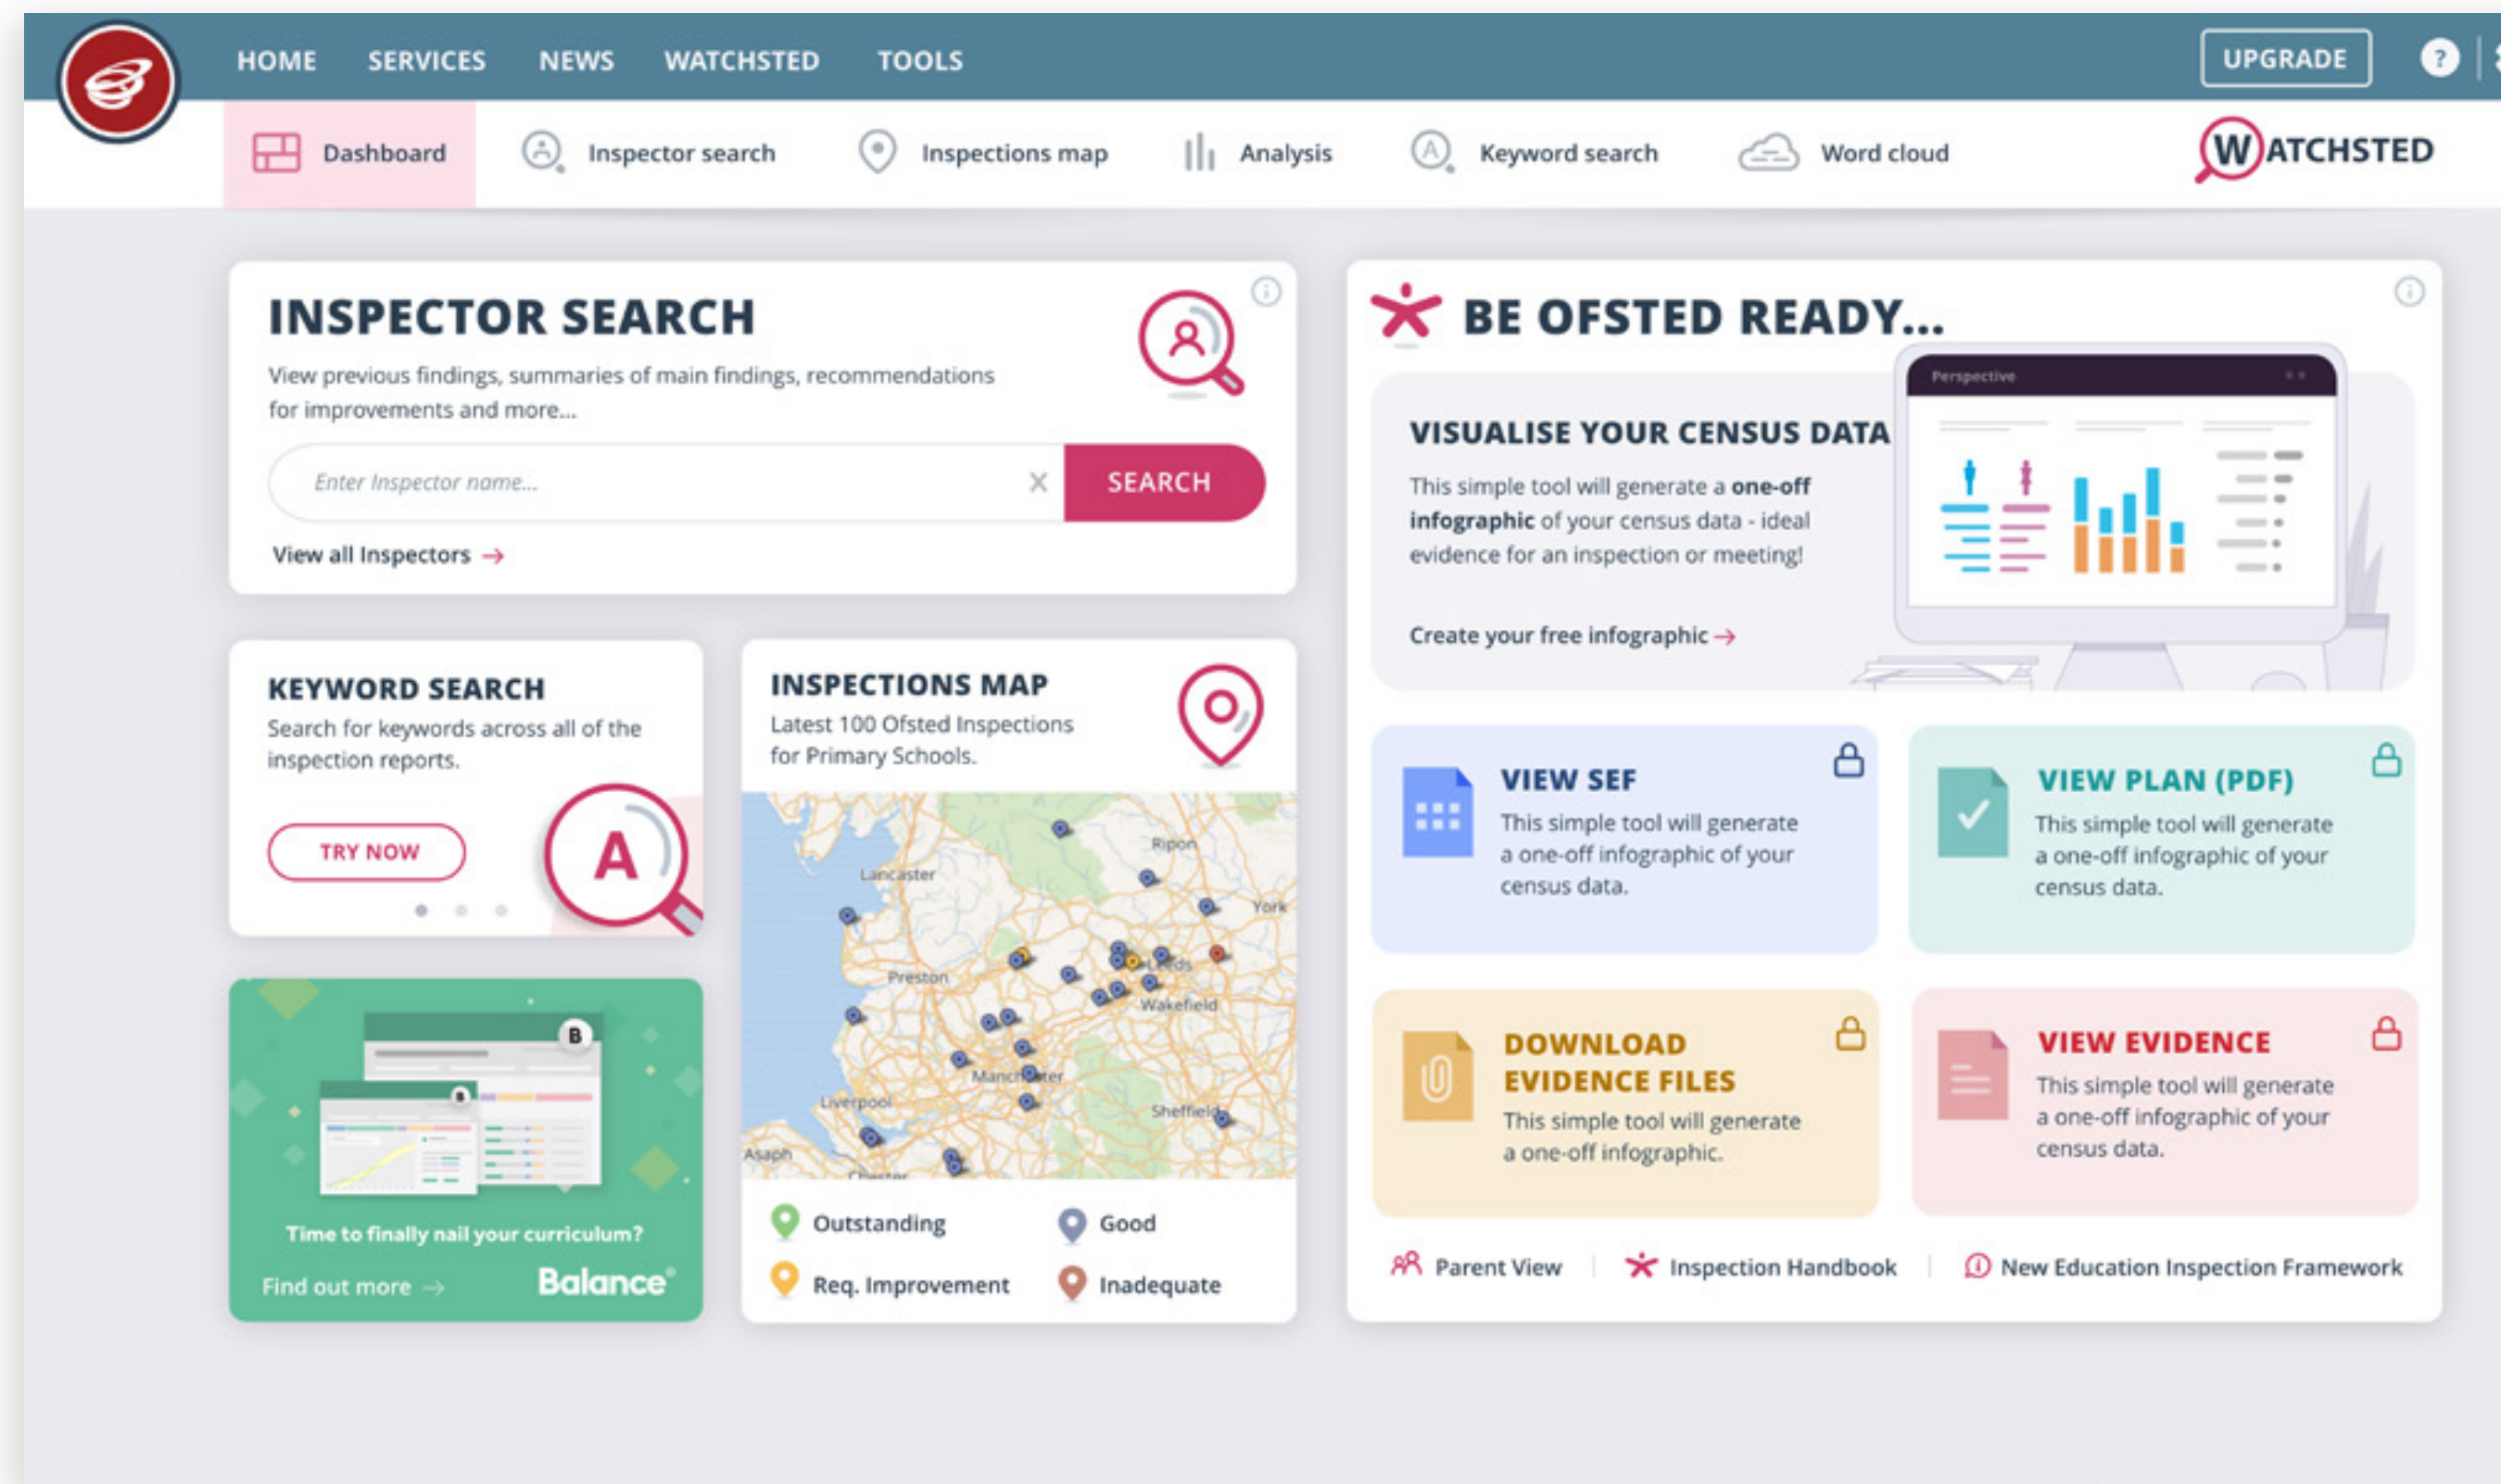 HOME SERVICES NEWS WATCHSTED TOOLS
UPGRADE ?
Dashboard Inspector search Inspections map Analysis A Keyword search Word cloud
WATCHSTED
INSPECTOR SEARCH
View previous findings, summaries of main findings, recommendations
for improvements and more...
Enter Inspector name...
X
SEARCH
View all Inspectors →
KEYWORD SEARCH
Search for keywords across all of the
inspection reports.
TRY NOW
A
B
B
Time to finally nail your curriculum?
Find out more →
Balance®
INSPECTIONS MAP
Latest 100 Ofsted Inspections
for Primary Schools.
Ripon
Lancaster
York
Preston
Leeds
Wakefield
Manchester
Liverpool
Sheffield
Asaph
Chester
Outstanding
Good
Req. Improvement
Inadequate
BE OFSTED READY...
Perspective
VISUALISE YOUR CENSUS DATA
This simple tool will generate a one-off
infographic of your census data - ideal
evidence for an inspection or meeting!
Create your free infographic →
VIEW SEF
This simple tool will generate
a one-off infographic of your
census data.
VIEW PLAN (PDF)
This simple tool will generate
a one-off infographic of your
census data.
DOWNLOAD
EVIDENCE FILES
This simple tool will generate
a one-off infographic.
VIEW EVIDENCE
This simple tool will generate
a one-off infographic of your
census data.
Parent View
Inspection Handbook
New Education Inspection Framework